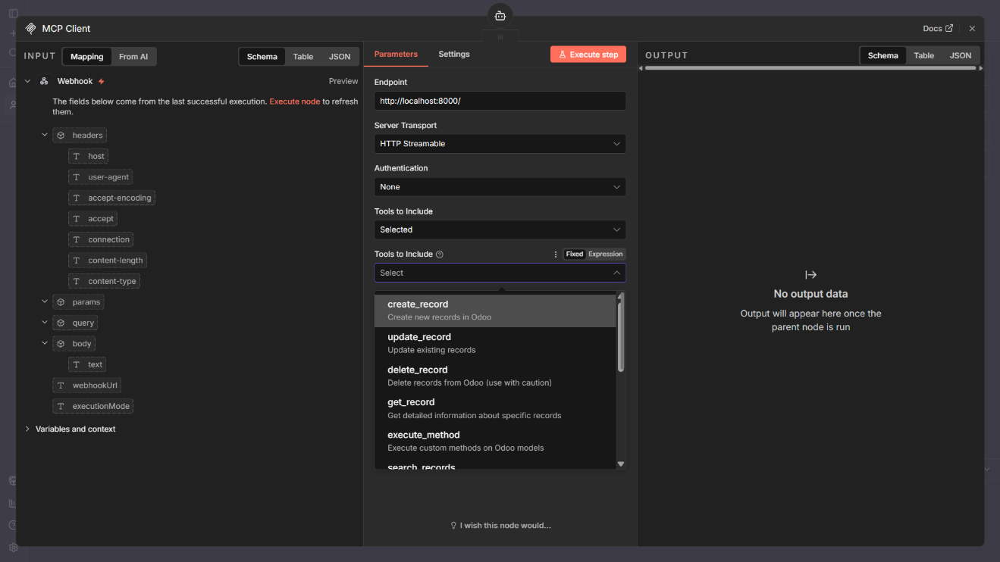 MCP Client
Docs
INPUT
Mapping
From AI
Schema
Table
JSON
Webhook
Preview
The fields below come from the last successful execution. Execute node to refresh
them.
headers
host
user-agent
accept-encoding
accept
connection
content-length
content-type
params
query
body
text
webhookUrl
executionMode
Variables and context
Parameters
Settings
Execute step
Endpoint
http://localhost:8000/
Server Transport
HTTP Streamable
Authentication
None
Tools to Include
Selected
Tools to Include
Fixed
Expression
Select
create_record
Create new records in Odoo
update_record
Update existing records
delete_record
Delete records from Odoo (use with caution)
get_record
Get detailed information about specific records
execute_method
Execute custom methods on Odoo models
search_records
I wish this node would...
OUTPUT
Schema
Table
JSON
No output data
Output will appear here once the
parent node is run